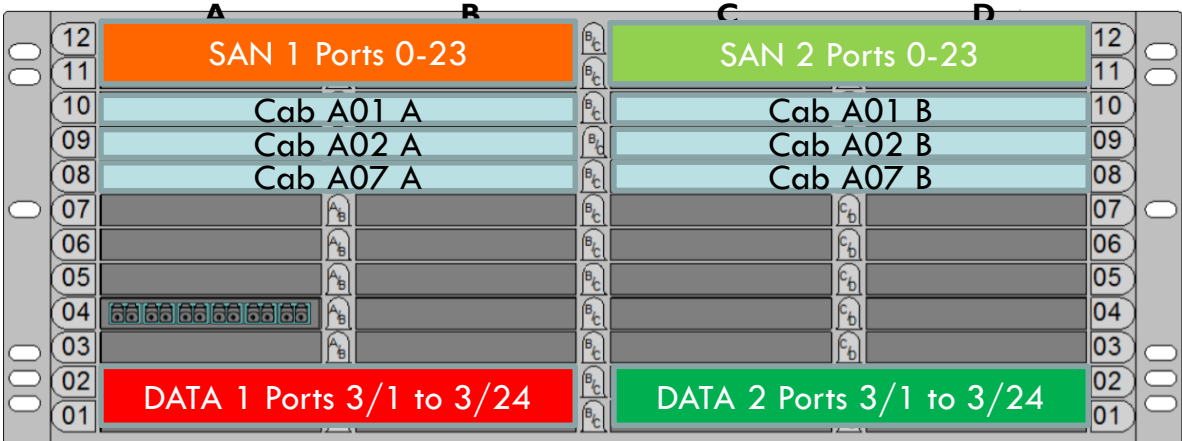 A B C D
12 SAN 1 Ports 0-23 B/C SAN 2 Ports 0-23 12
11 B/C 11
10 Cab A01 A B/C Cab A01 B 10
09 Cab A02 A B/C Cab A02 B 09
08 Cab A07 A B/C Cab A07 B 08
07 A/B B/C C/D 07
06 A/B B/C C/D 06
05 A/B B/C C/D 05
04 A/B B/C C/D 04
03 A/B B/C C/D 03
02 DATA 1 Ports 3/1 to 3/24 B/C DATA 2 Ports 3/1 to 3/24 02
01 B/C 01